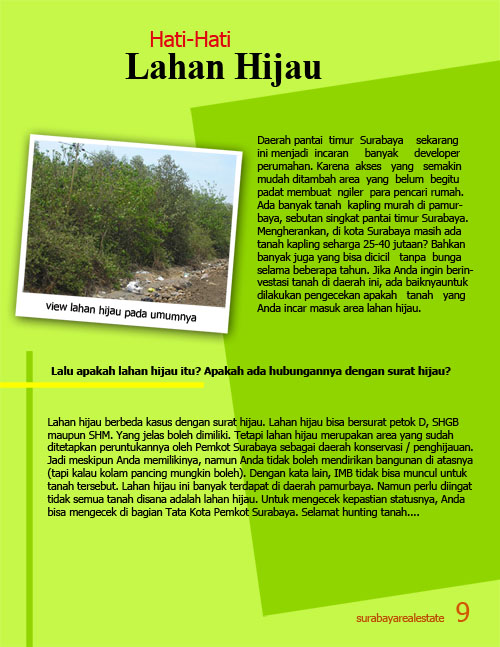 Hati-Hati
Lahan Hijau
Daerah pantai timur Surabaya sekarang
ini menjadi incaran banyak developer
perumahan. Karena akses yang semakin
mudah ditambah area yang belum begitu
padat membuat ngiler para pencari rumah.
Ada banyak tanah kapling murah di pamur-
baya, sebutan singkat pantai timur Surabaya.
Mengherankan, di kota Surabaya masih ada
tanah kapling seharga 25-40 jutaan? Bahkan
banyak juga yang bisa dicicil tanpa bunga
selama beberapa tahun. Jika Anda ingin berin-
vestasi tanah di daerah ini, ada baiknyauntuk
dilakukan pengecekan apakah tanah yang
Anda incar masuk area lahan hijau.
view lahan hijau pada umumnya
Lalu apakah lahan hijau itu? Apakah ada hubungannya dengan surat hijau?
Lahan hijau berbeda kasus dengan surat hijau. Lahan hijau bisa bersurat petok D, SHGB
maupun SHM. Yang jelas boleh dimiliki. Tetapi lahan hijau merupakan area yang sudah
ditetapkan peruntukannya oleh Pemkot Surabaya sebagai daerah konservasi / penghijauan.
Jadi meskipun Anda memilikinya, namun Anda tidak boleh mendirikan bangunan di atasnya
(tapi kalau kolam pancing mungkin boleh). Dengan kata lain, IMB tidak bisa muncul untuk
tanah tersebut. Lahan hijau ini banyak terdapat di daerah pamurbaya. Namun perlu diingat
tidak semua tanah disana adalah lahan hijau. Untuk mengecek kepastian statusnya, Anda
bisa mengecek di bagian Tata Kota Pemkot Surabaya. Selamat hunting tanah....
surabayarealestate 9